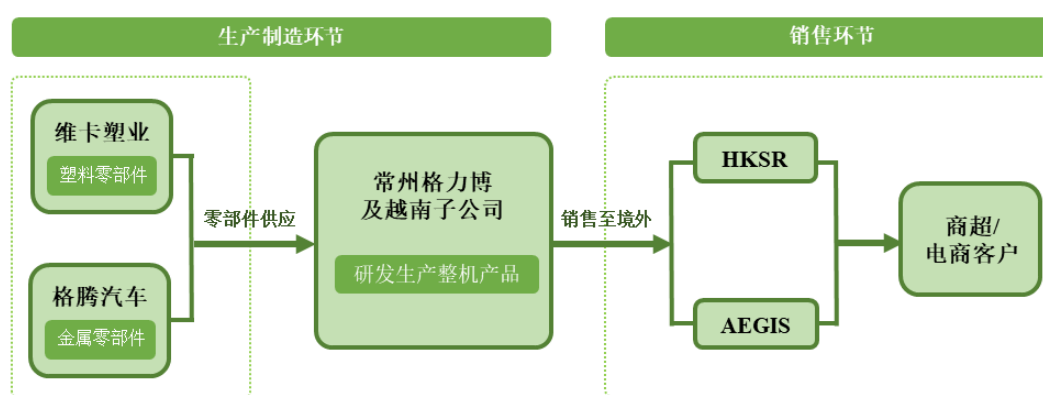 生产制造环节
销售环节
维卡塑业
塑料零部件
格腾汽车
金属零部件
零部件供应
常州格力博
及越南子公司
研发生产整机产品
销售至境外
HKSR
AEGIS
商超/
电商客户